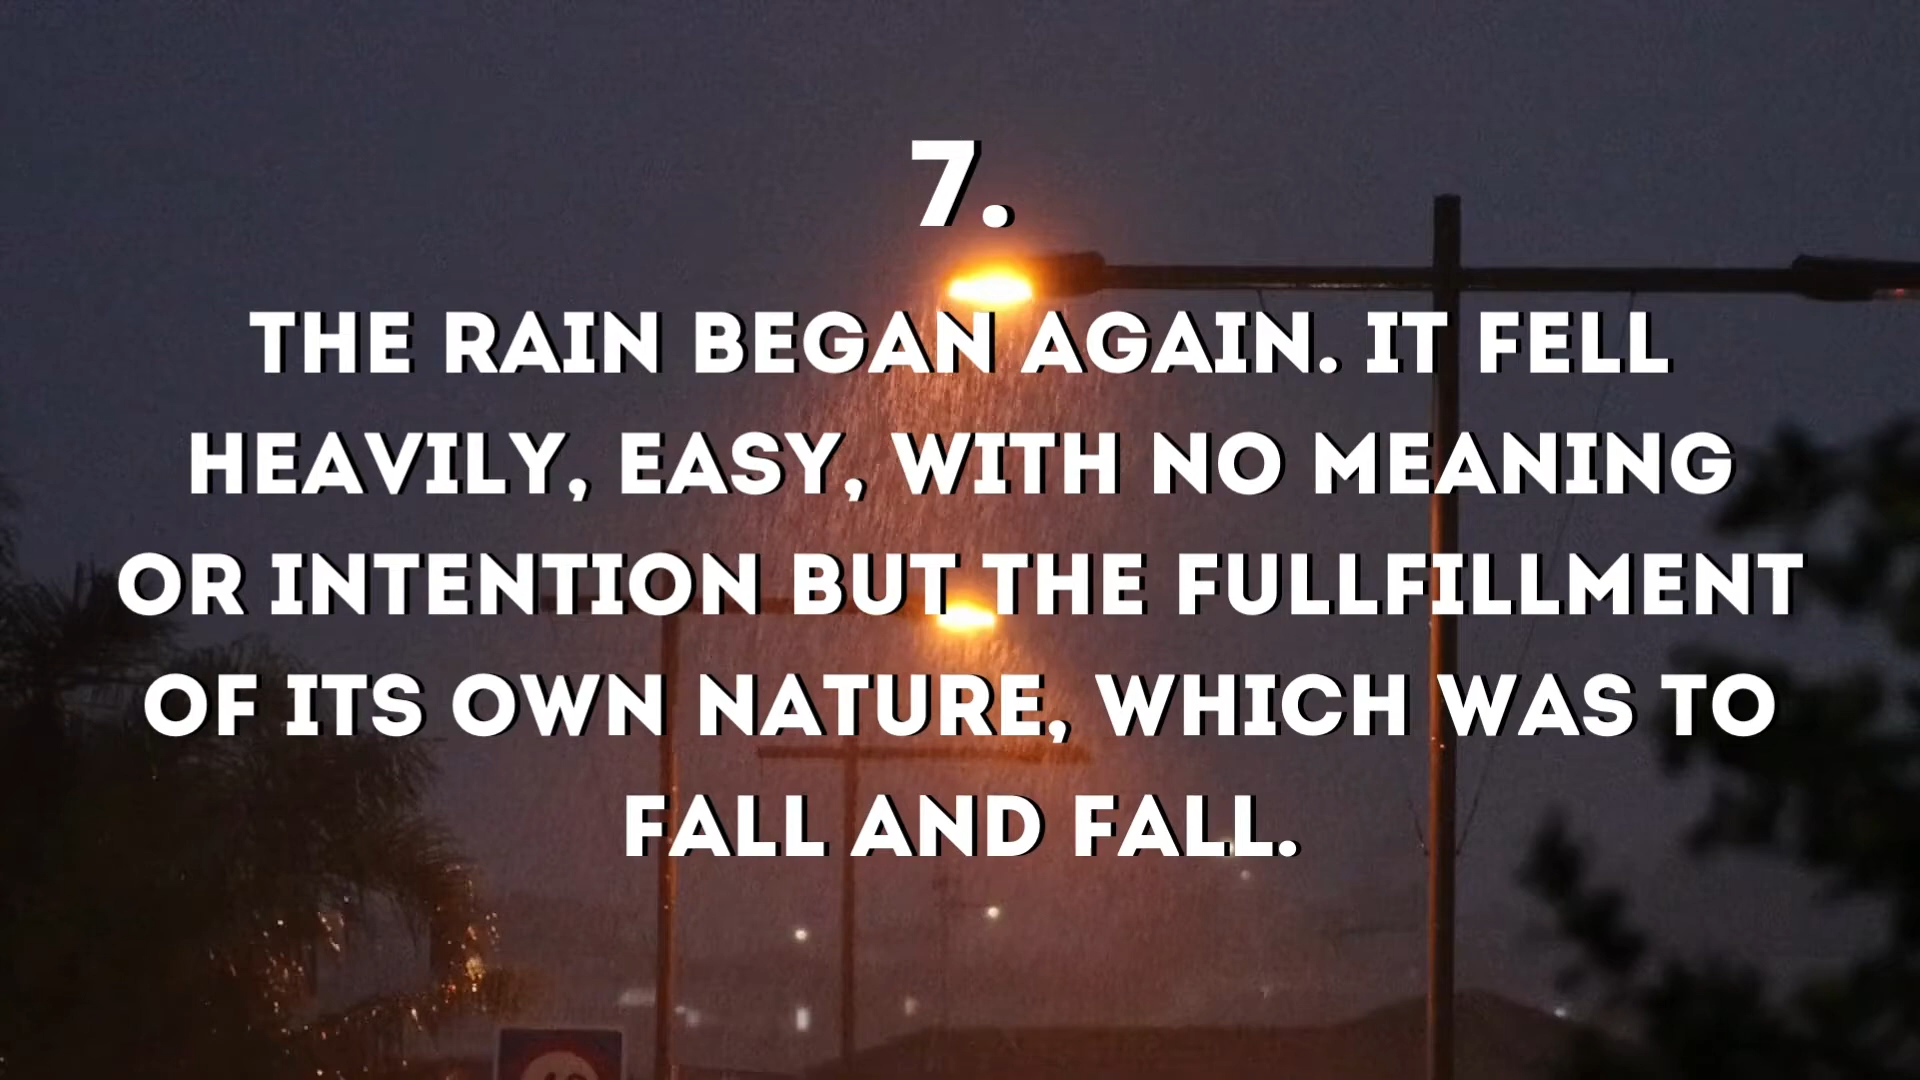 7.
THE RAIN BEGAN AGAIN. IT FELL
HEAVILY, EASY, WITH NO MEANING
OR INTENTION BUT THE FULLFILLMENT
OF ITS OWN NATURE, WHICH WAS TO
FALL AND FALL.